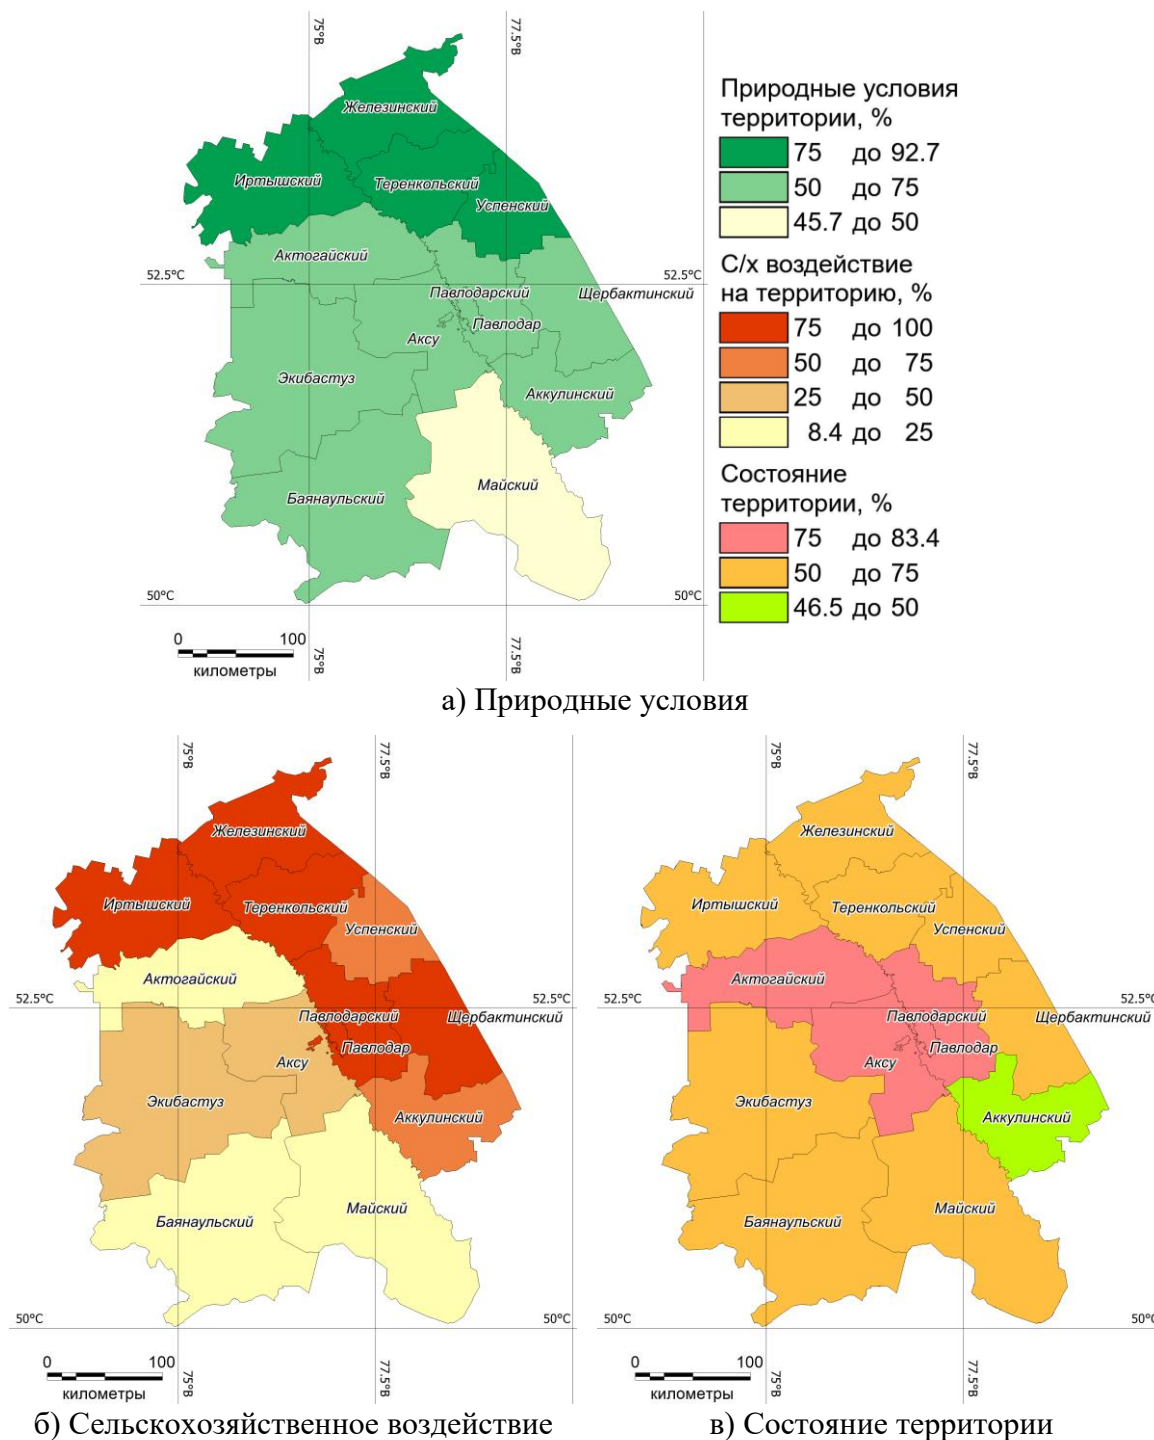 75°В
77.5°В
Железинский
Иртышский
Теренкольский
Успенский
Актогайский
52.5°С
52.5°С
Павлодарский
Щербактинский
Павлодар
Аксу
Экибастуз
Аккулинский
Баянаульский
Майский
50°С
50°С
0 100
километры
75°В
77.5°В
Природные условия
территории, %
75 до 92.7
50 до 75
45.7 до 50
С/х воздействие
на территорию, %
75 до 100
50 до 75
25 до 50
8.4 до 25
Состояние
территории, %
75 до 83.4
50 до 75
46.5 до 50
а) Природные условия
75°В
77.5°В
Железинский
Иртышский
Теренкольский
Успенский
Актогайский
52.5°С
52.5°С
Павлодарский
Щербактинский
Павлодар
Аксу
Экибастуз
Аккулинский
Майский
Баянаульский
50°С
50°С
0 100
километры
75°В
77.5°В
б) Сельскохозяйственное воздействие
75°В
77.5°В
Железинский
Иртышский
Теренкольский
Успенский
Актогайский
52.5°С
Павлодарский
Щербактинский
Павлодар
Аксу
Экибастуз
Аккулинский
Майский
Баянаульский
50°С
0 100
километры
75°В
77.5°В
в) Состояние территории